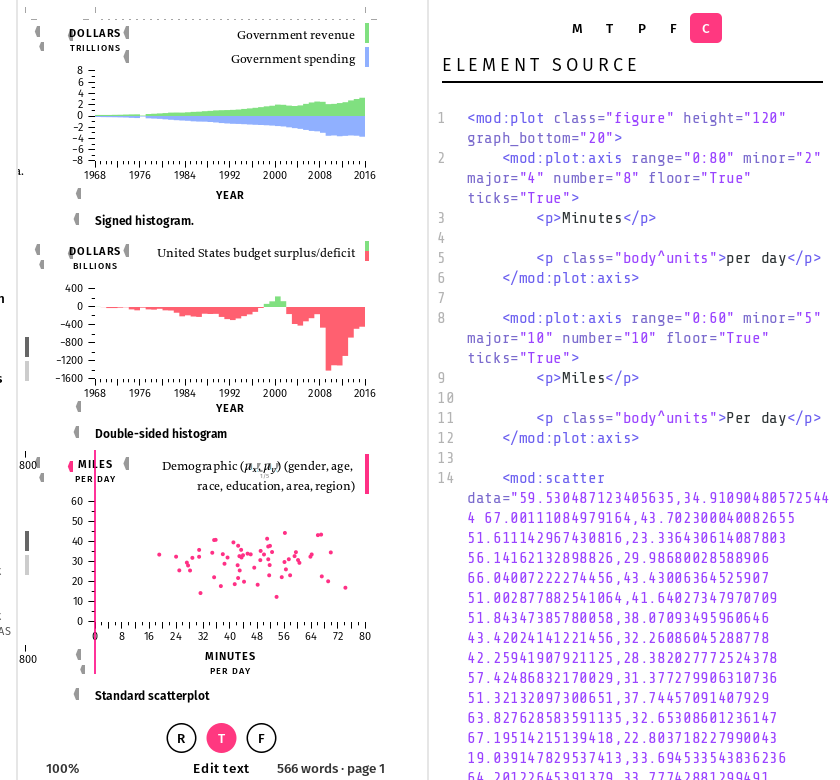 DOLLARS
TRILLIONS
Government revenue
Government spending
8
6
4
2
0
−2
−4
−6
−8
1968 1976 1984 1992 2000 2008 2016
YEAR
Signed histogram.
DOLLARS
BILLIONS
United States budget surplus/deficit
400
0
−400
−800
−1200
−1600
1968 1976 1984 1992 2000 2008 2016
YEAR
Double-sided histogram
800
MILES
PER DAY
Demographic (gender, age,
race, education, area, region)
60
50
40
30
20
10
0
0 8 16 24 32 40 48 56 64 72 80
MINUTES
PER DAY
AS
800
Standard scatterplot
R T F
100% Edit text 566 words · page 1
M T P F C
ELEMENT SOURCE
1 <mod:plot class="figure" height="120"
graph_bottom="20">
2 <mod:plot:axis range="0:80" minor="2"
major="4" number="8" floor="True"
ticks="True">
3 <p>Minutes</p>
4
5 <p class="body^units">per day</p>
6 </mod:plot:axis>
7
8 <mod:plot:axis range="0:60" minor="5"
major="10" number="10" floor="True"
ticks="True">
9 <p>Miles</p>
10
11 <p class="body^units">Per day</p>
12 </mod:plot:axis>
13
14 <mod:scatter
data="59.530487123405635,34.91090480572544
4 67.00111084979164,43.702300040082655
51.611142967430816,23.336430614087803
56.14162132898826,29.98680028588906
66.04007222274456,43.43006364525907
51.002877882541064,41.64027347970709
51.84347385780058,38.07093495960646
43.42024141221456,32.26086045288778
42.25941907921125,28.382027772524378
57.42486832170029,31.377279906310736
51.32132097300651,37.74457091407929
63.827628583591135,32.65308601236147
67.19514215139418,22.803718227990043
19.039147829537413,33.694533543836236